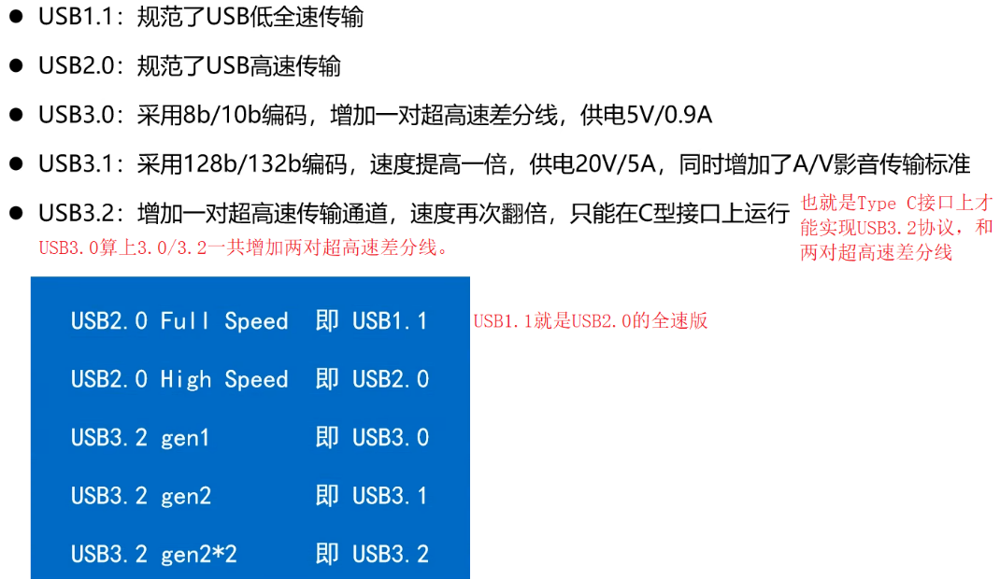 ● USB1.1：规范了USB低全速传输
● USB2.0：规范了USB高速传输
● USB3.0：采用8b/10b编码，增加一对超高速差分线，供电5V/0.9A
● USB3.1：采用128b/132b编码，速度提高一倍，供电20V/5A，同时增加了A/V影音传输标准
● USB3.2：增加一对超高速传输通道，速度再次翻倍，只能在C型接口上运行
也就是Type C接口上才
能实现USB3.2协议，和
两对超高速差分线
USB3.0算上3.0/3.2一共增加两对超高速差分线。
USB2.0 Full Speed 即 USB1.1
USB1.1就是USB2.0的全速版
USB2.0 High Speed 即 USB2.0
USB3.2 gen1 即 USB3.0
USB3.2 gen2 即 USB3.1
USB3.2 gen2*2 即 USB3.2